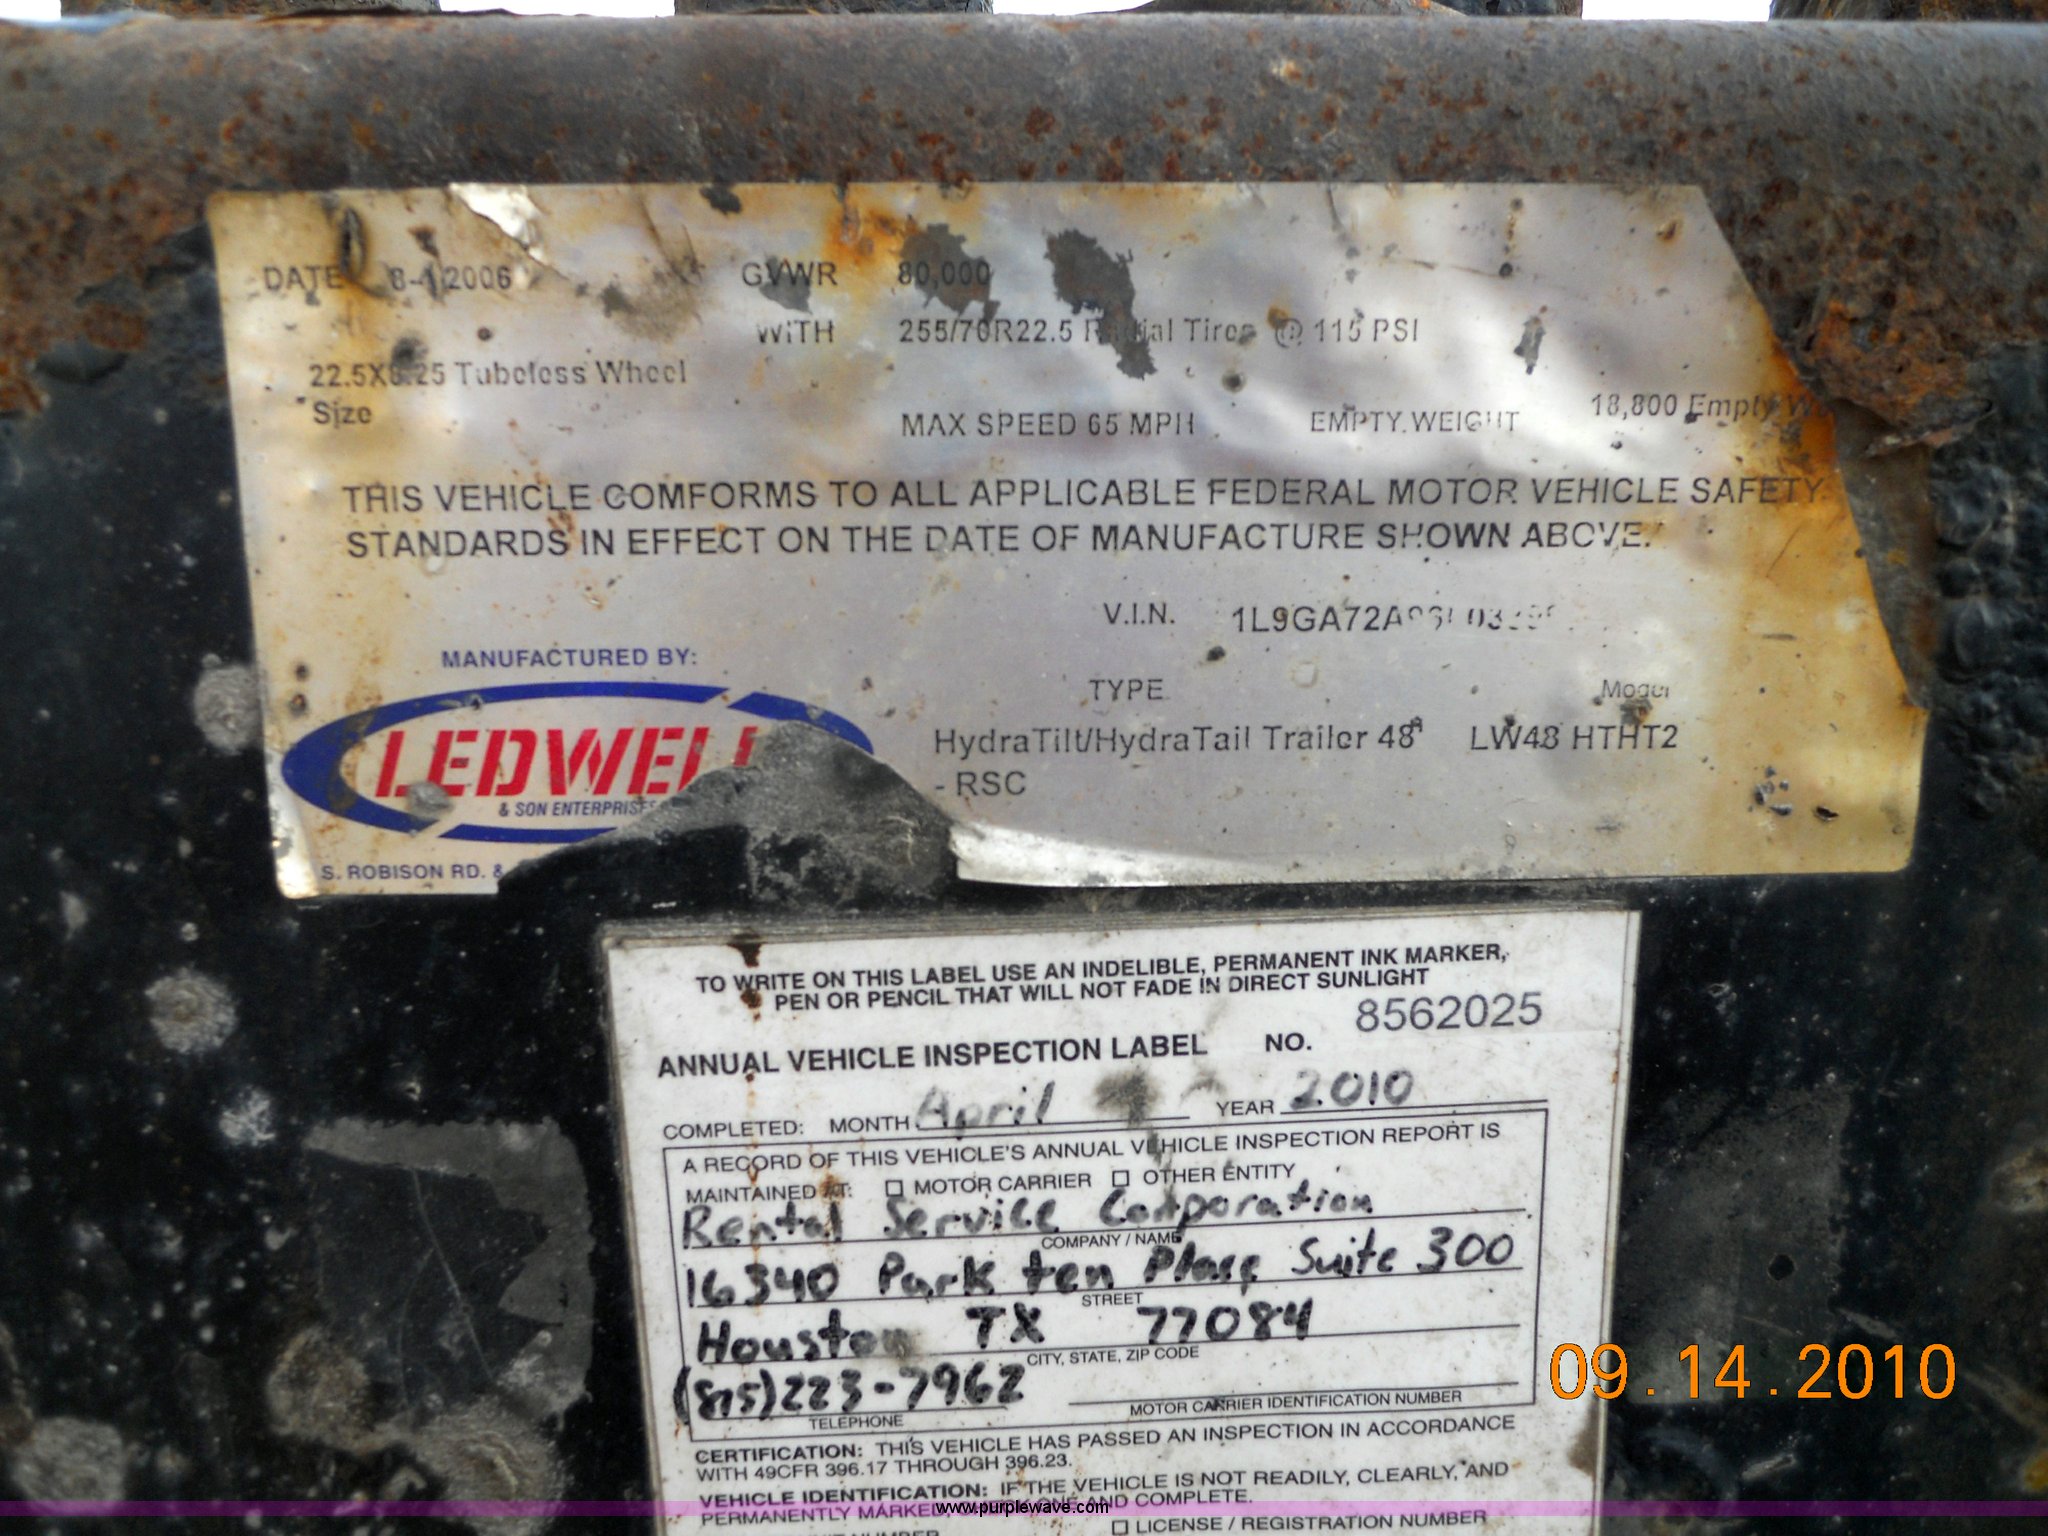 DATE 8-1 2006 GVWR 80,000
WITH 255/70R22.5 Radial Tires @ 115 PSI
22.5X8.25 Tubeless Wheel
Size
MAX SPEED 65 MPH EMPTY WEIGHT 18,800 Empty
THIS VEHICLE COMFORMS TO ALL APPLICABLE FEDERAL MOTOR VEHICLE SAFETY
STANDARDS IN EFFECT ON THE DATE OF MANUFACTURE SHOWN ABOVE.
V.I.N.
MANUFACTURED BY:
TYPE Model
LEDWELL
& SON ENTERPRISES
HydraTilt/HydraTail Trailer 48 LW48 HTHT2
- RSC
S. ROBISON RD. &
TO WRITE ON THIS LABEL USE AN INDELIBLE, PERMANENT INK MARKER,
PEN OR PENCIL THAT WILL NOT FADE IN DIRECT SUNLIGHT
ANNUAL VEHICLE INSPECTION LABEL NO. 8562025
COMPLETED: MONTH April YEAR 2010
A RECORD OF THIS VEHICLE'S ANNUAL VEHICLE INSPECTION REPORT IS
MAINTAINED AT: ☐ MOTOR CARRIER ☐ OTHER ENTITY
Rental Service Corporation
COMPANY / NAME
16340 Park ten Place Suite 300
STREET
Houston TX 77084
CITY, STATE, ZIP CODE
(815)223-7962
TELEPHONE MOTOR CARRIER IDENTIFICATION NUMBER
CERTIFICATION: THIS VEHICLE HAS PASSED AN INSPECTION IN ACCORDANCE
WITH 49CFR 396.17 THROUGH 396.23.
VEHICLE IDENTIFICATION: IF THE VEHICLE IS NOT READILY, CLEARLY, AND
PERMANENTLY MARKED, ONE AND COMPLETE.
NUMBER ☐ LICENSE / REGISTRATION NUMBER
09.14.2010
www.purplewave.com